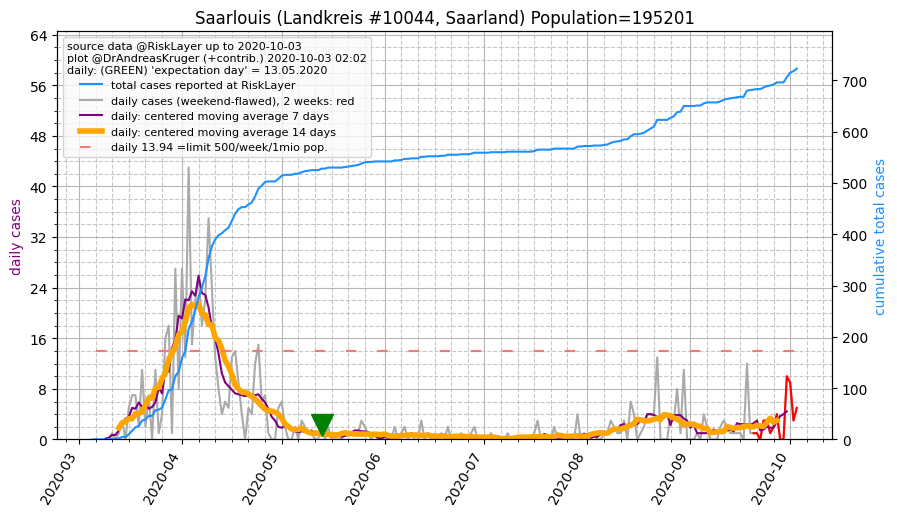 Saarlouis (Landkreis #10044, Saarland) Population=195201
source data @RiskLayer up to 2020-10-03
plot @DrAndreasKruger (+contrib.) 2020-10-03 02:02
daily: (GREEN) 'expectation day' = 13.05.2020
total cases reported at RiskLayer
daily cases (weekend-flawed), 2 weeks: red
daily: centered moving average 7 days
daily: centered moving average 14 days
daily 13.94 =limit 500/week/1mio pop.
daily cases
64
56
48
40
32
24
16
8
0
cumulative total cases
700
600
500
400
300
200
100
0
2020-03
2020-04
2020-05
2020-06
2020-07
2020-08
2020-09
2020-10